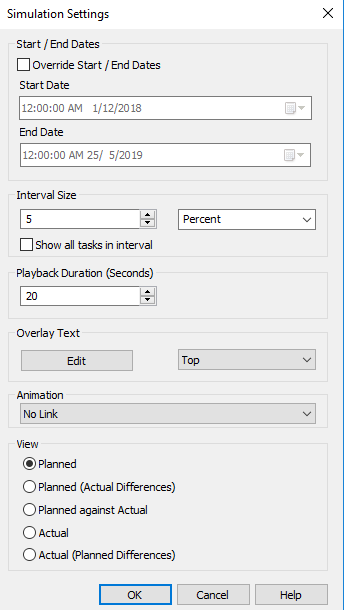 Simulation Settings
Start / End Dates
Override Start / End Dates
Start Date
12:00:00 AM 1/12/2018
End Date
12:00:00 AM 25/ 5/2019
Interval Size
5 Percent
Show all tasks in interval
Playback Duration (Seconds)
20
Overlay Text
Edit Top
Animation
No Link
View
Planned
Planned (Actual Differences)
Planned against Actual
Actual
Actual (Planned Differences)
OK Cancel Help